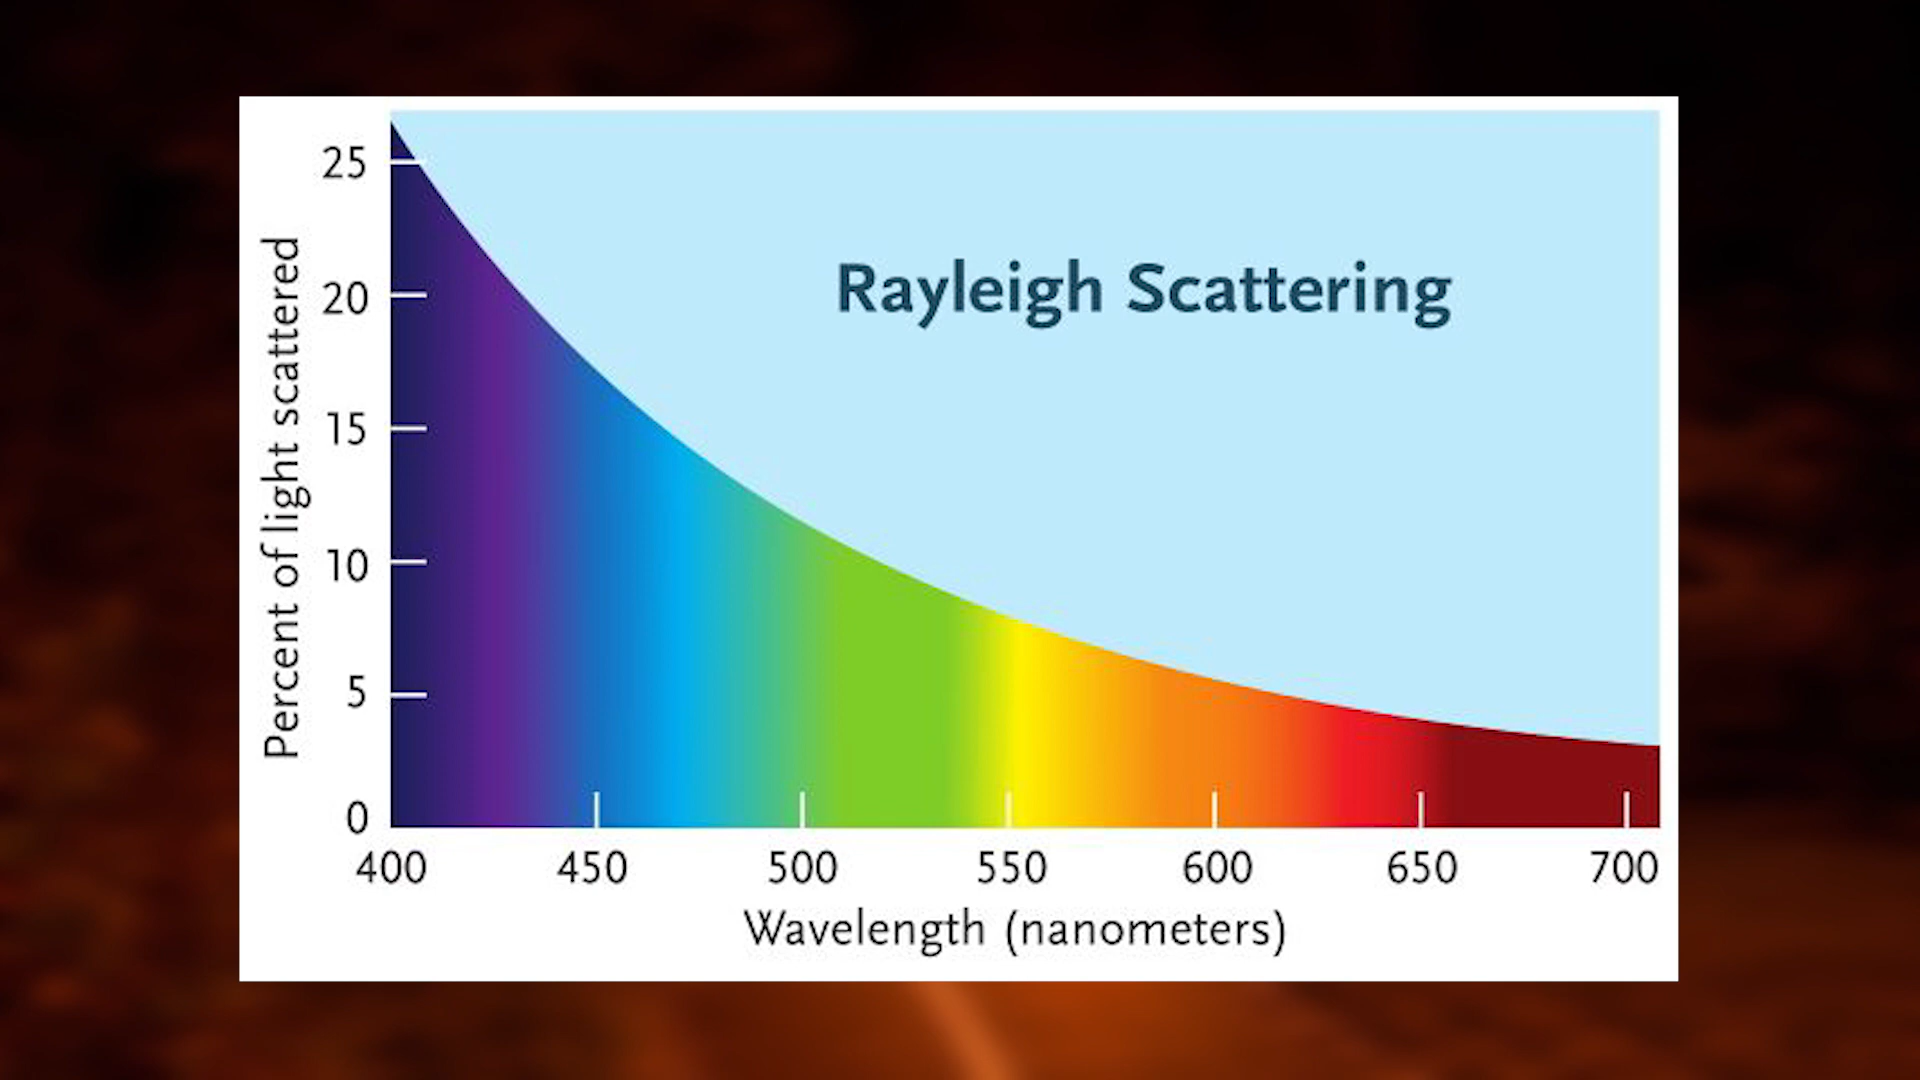 Rayleigh Scattering
Percent of light scattered
25
20
15
10
5
0
400 450 500 550 600 650 700
Wavelength (nanometers)